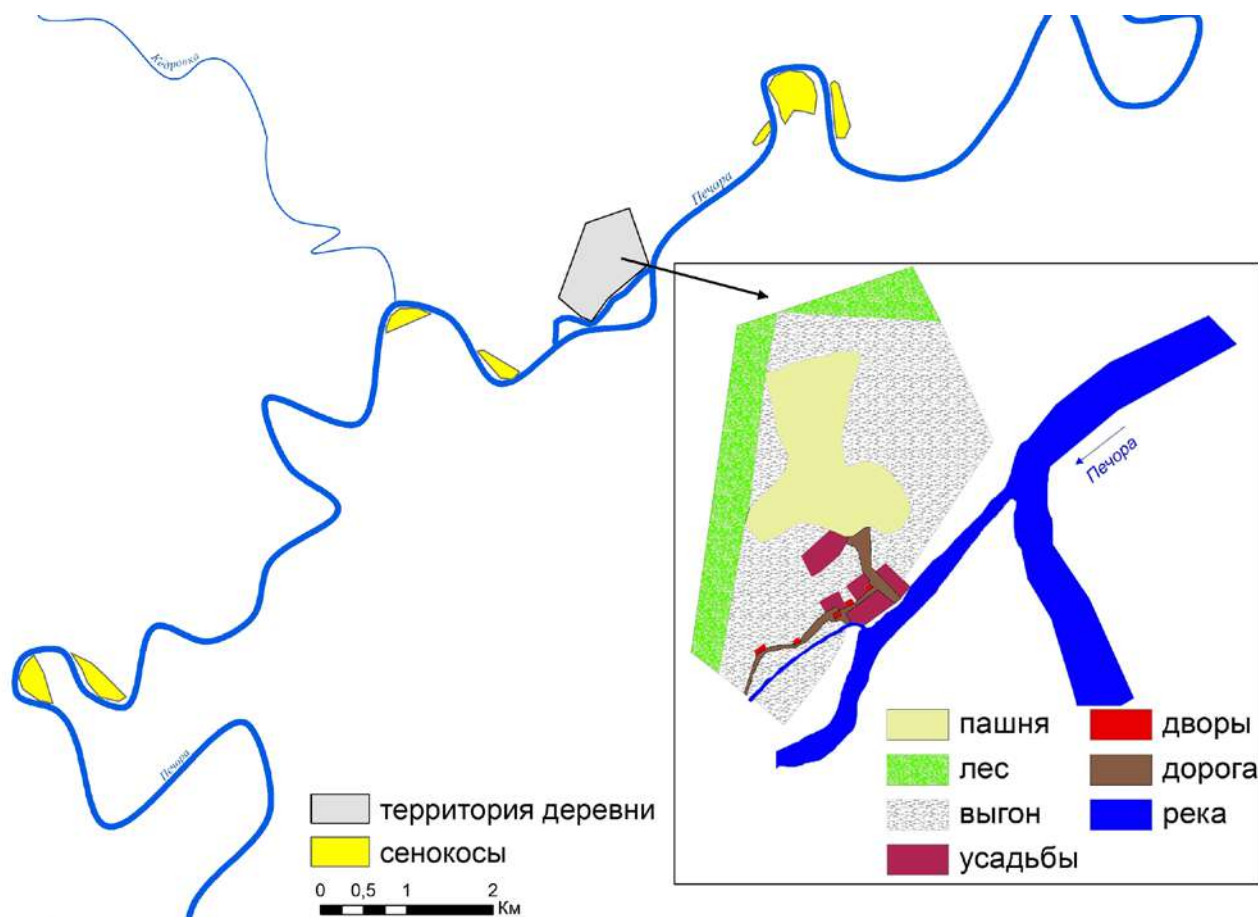 Кедровка
Печора
Печора
Печора
пашня
лес
выгон
усадьбы
дворы
дорога
река
территория деревни
сенокосы
0 0,5 1 2
Км